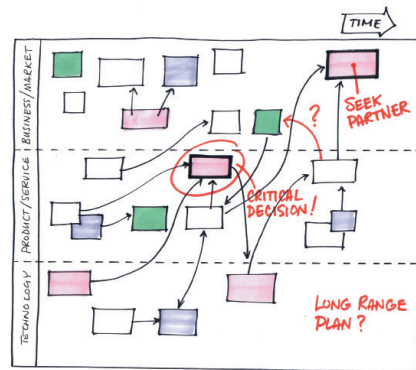 TIME
BUSINESS/MARKET
PRODUCT/SERVICE
TECHNOLOGY
?
SEEK
PARTNER
CRITICAL
DECISION!
LONG RANGE
PLAN?